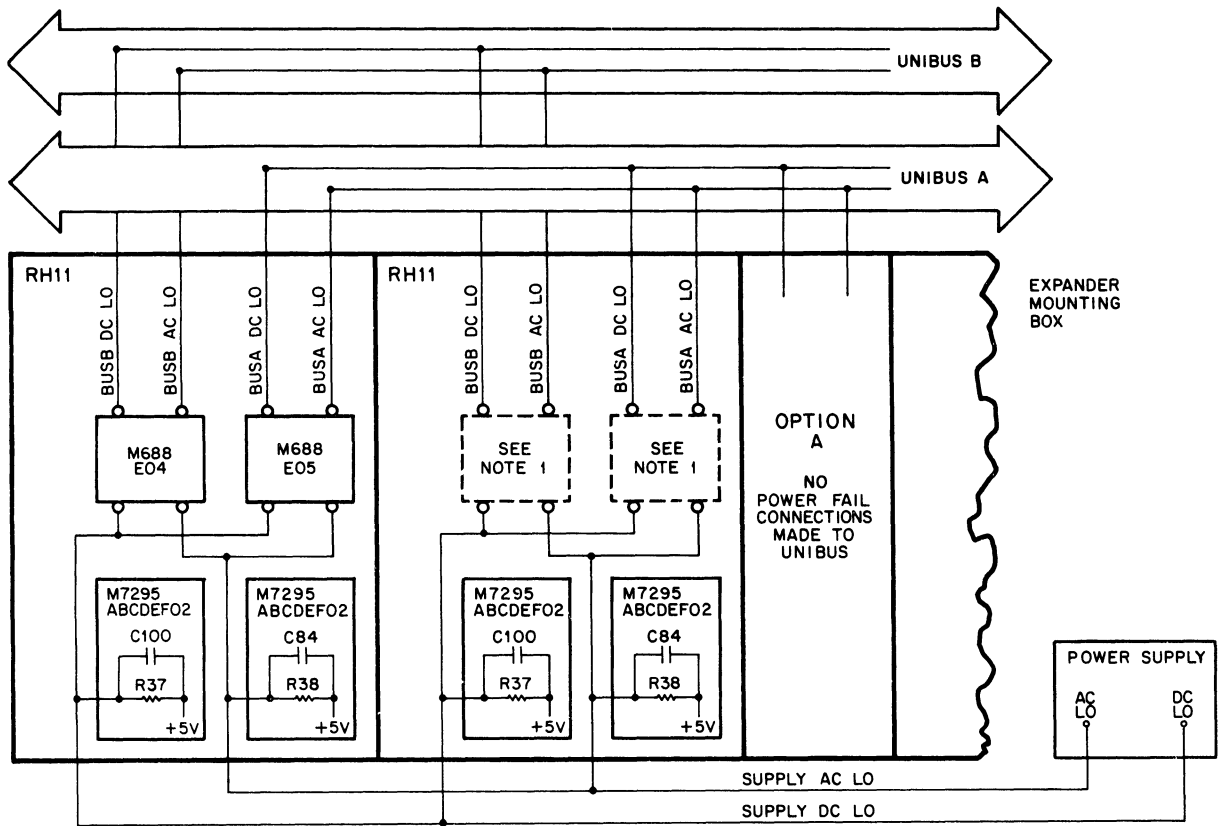 UNIBUS B
UNIBUS A
RH11
RH11
EXPANDER
MOUNTING
BOX
BUSB DC LO
BUSB AC LO
BUSA DC LO
BUSA AC LO
BUSB DC LO
BUSB AC LO
BUSA DC LO
BUSA AC LO
M688
E04
M688
E05
SEE
NOTE 1
SEE
NOTE 1
OPTION
A
NO
POWER FAIL
CONNECTIONS
MADE TO
UNIBUS
M7295
ABCDEF02
C100
R37
+5V
M7295
ABCDEF02
C84
R38
+5V
M7295
ABCDEF02
C100
R37
+5V
M7295
ABCDEF02
C84
R38
+5V
POWER SUPPLY
AC
LO
DC
LO
SUPPLY AC LO
SUPPLY DC LO